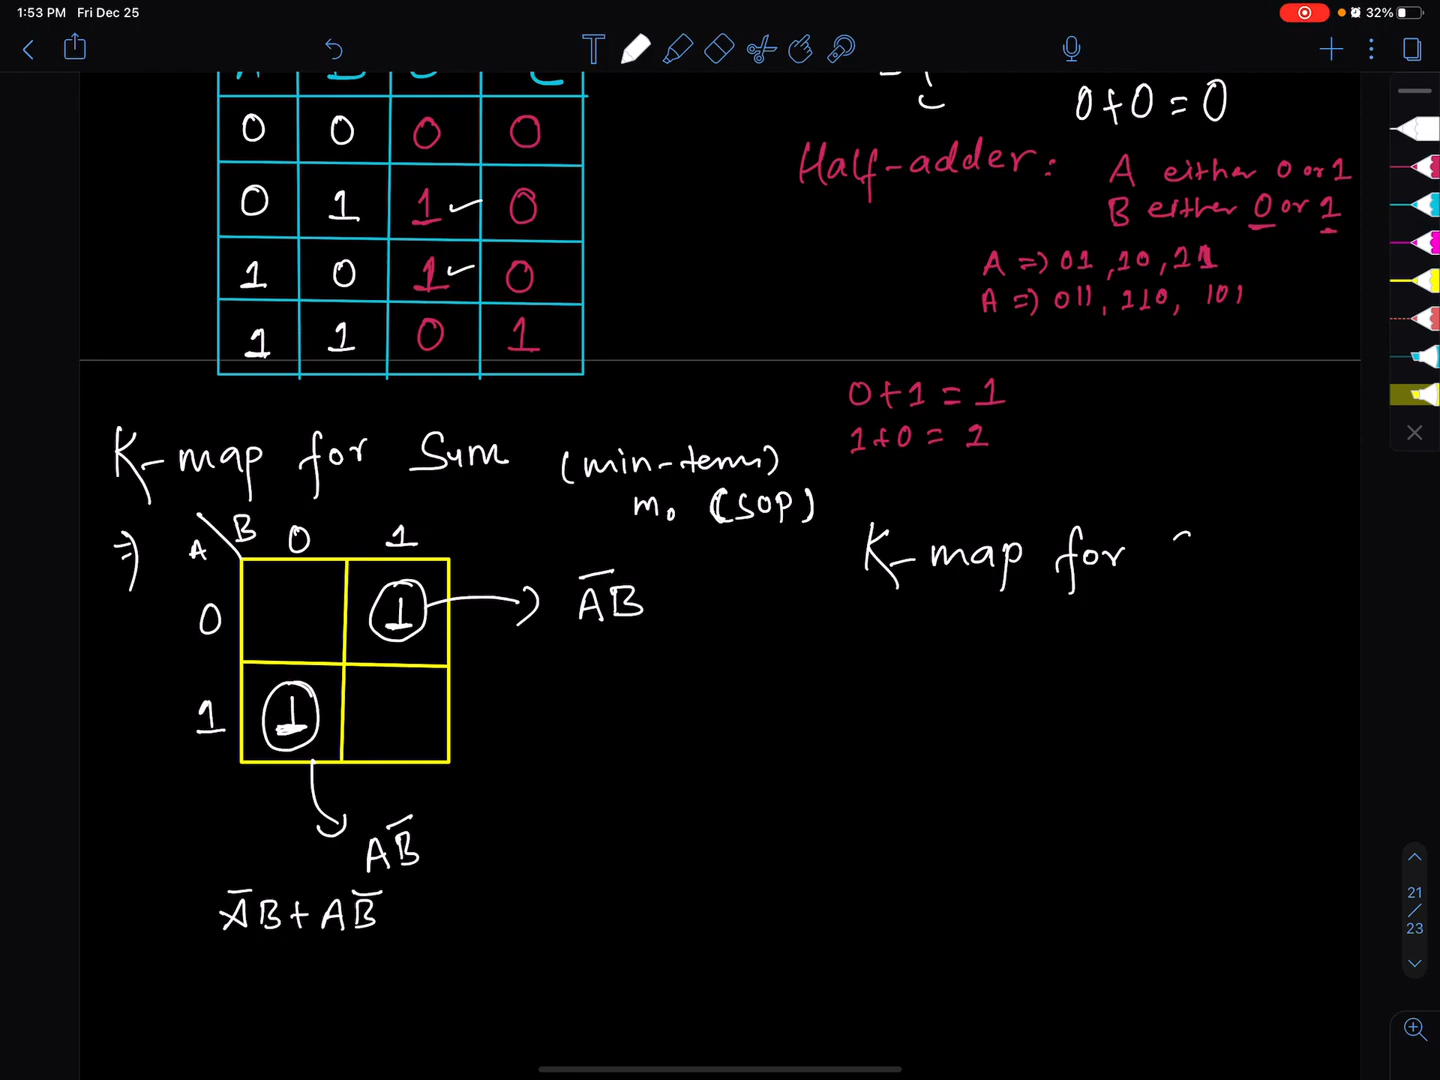 1:53 PM Fri Dec 25
32%
0 0 0 0
0 1 1 0
1 0 1 0
1 1 0 1
0+0=0
Half-adder:
A either 0 or 1
B either 0 or 1
A => 01, 10, 11
A => 011, 110, 101
0+1=1
1+0=1
K-map for Sum (min-term)
m₀ (SOP)
B 0 1
A
=>
0 1 → A̅B
1 1
AB̅
A̅B+AB̅
K-map for
T
21
/
23